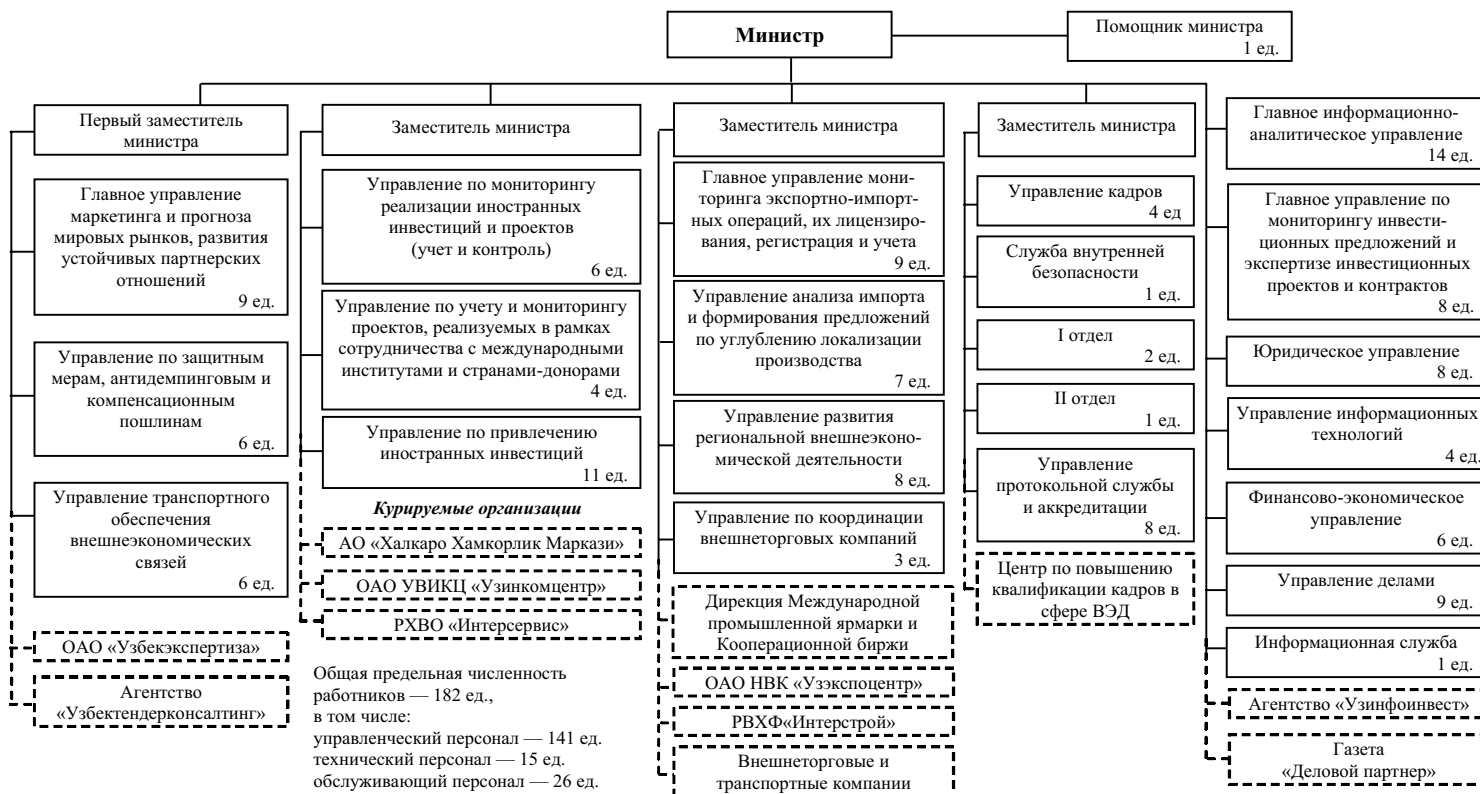 Министр
Помощник министра
1 ед.
Первый заместитель
министра
Главное управление
маркетинга и прогноза
мировых рынков, развития
устойчивых партнерских
отношений
9 ед.
Управление по защитным
мерам, антидемпинговым и
компенсационным
пошлинам
6 ед.
Управление транспортного
обеспечения
внешнеэкономических
связей
6 ед.
ОАО «Узбекэкспертиза»
Агентство
«Узбектендерконсалтинг»
Заместитель министра
Управление по мониторингу
реализации иностранных
инвестиций и проектов
(учет и контроль)
6 ед.
Управление по учету и мониторингу
проектов, реализуемых в рамках
сотрудничества с международными
институтами и странами-донорами
4 ед.
Управление по привлечению
иностранных инвестиций
11 ед.
Курируемые организации
АО «Халкаро Хамкорлик Маркази»
ОАО УВИКЦ «Узинкомцентр»
РХВО «Интерсервис»
Общая предельная численность
работников — 182 ед.,
в том числе:
управленческий персонал — 141 ед.
технический персонал — 15 ед.
обслуживающий персонал — 26 ед.
Заместитель министра
Главное управление мони-
торинга экспортно-импорт-
ных операций, их лицензиро-
вания, регистрация и учета
9 ед.
Управление анализа импорта
и формирования предложений
по углублению локализации
производства
7 ед.
Управление развития
региональной внешнеэконо-
мической деятельности
8 ед.
Управление по координации
внешнеторговых компаний
3 ед.
Дирекция Международной
промышленной ярмарки и
Кооперационной биржи
ОАО НВК «Узэкспоцентр»
РВХФ«Интерстрой»
Внешнеторговые и
транспортные компании
Заместитель министра
Управление кадров
4 ед
Служба внутренней
безопасности
1 ед.
I отдел
2 ед.
II отдел
1 ед.
Управление
протокольной службы
и аккредитации
8 ед.
Центр по повышению
квалификации кадров в
сфере ВЭД
Главное информационно-
аналитическое управление
14 ед.
Главное управление по
мониторингу инвести-
ционных предложений и
экспертизе инвестиционных
проектов и контрактов
8 ед.
Юридическое управление
8 ед.
Управление информационных
технологий
4 ед.
Финансово-экономическое
управление
6 ед.
Управление делами
9 ед.
Информационная служба
1 ед.
Агентство «Узинфоинвест»
Газета
«Деловой партнер»